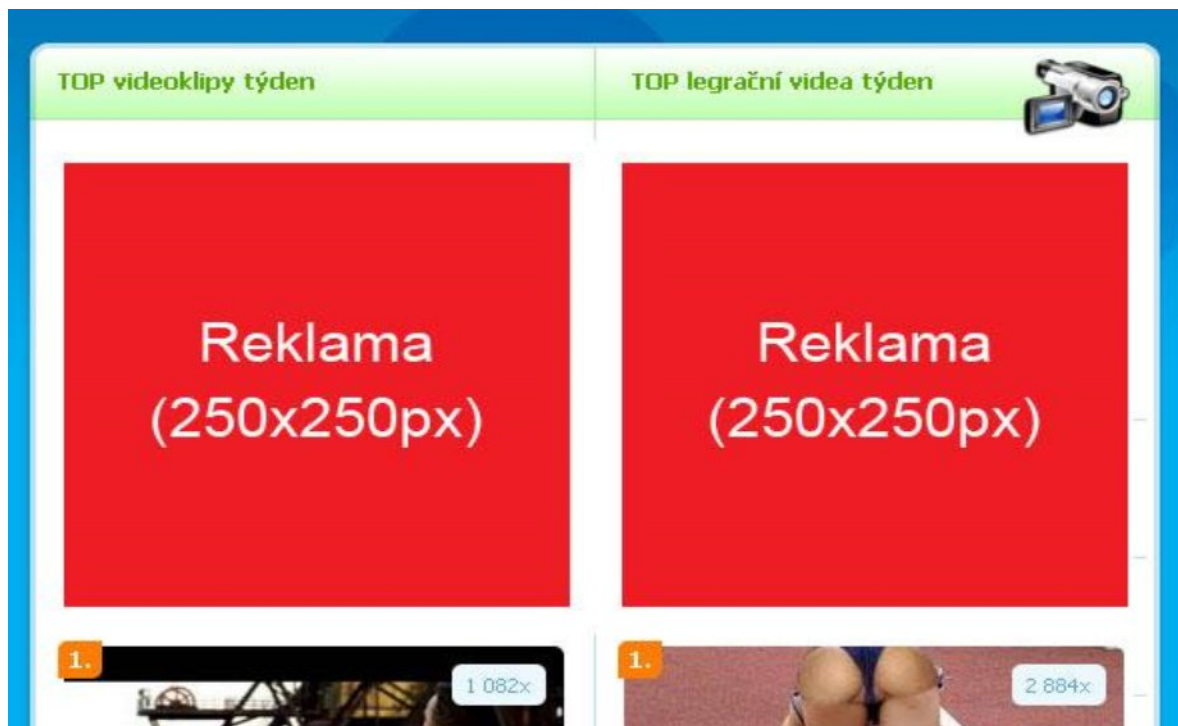 TOP videoklipy týden
TOP legrační videa týden
Reklama
(250x250px)
Reklama
(250x250px)
1.
1 082x
1.
2 884x